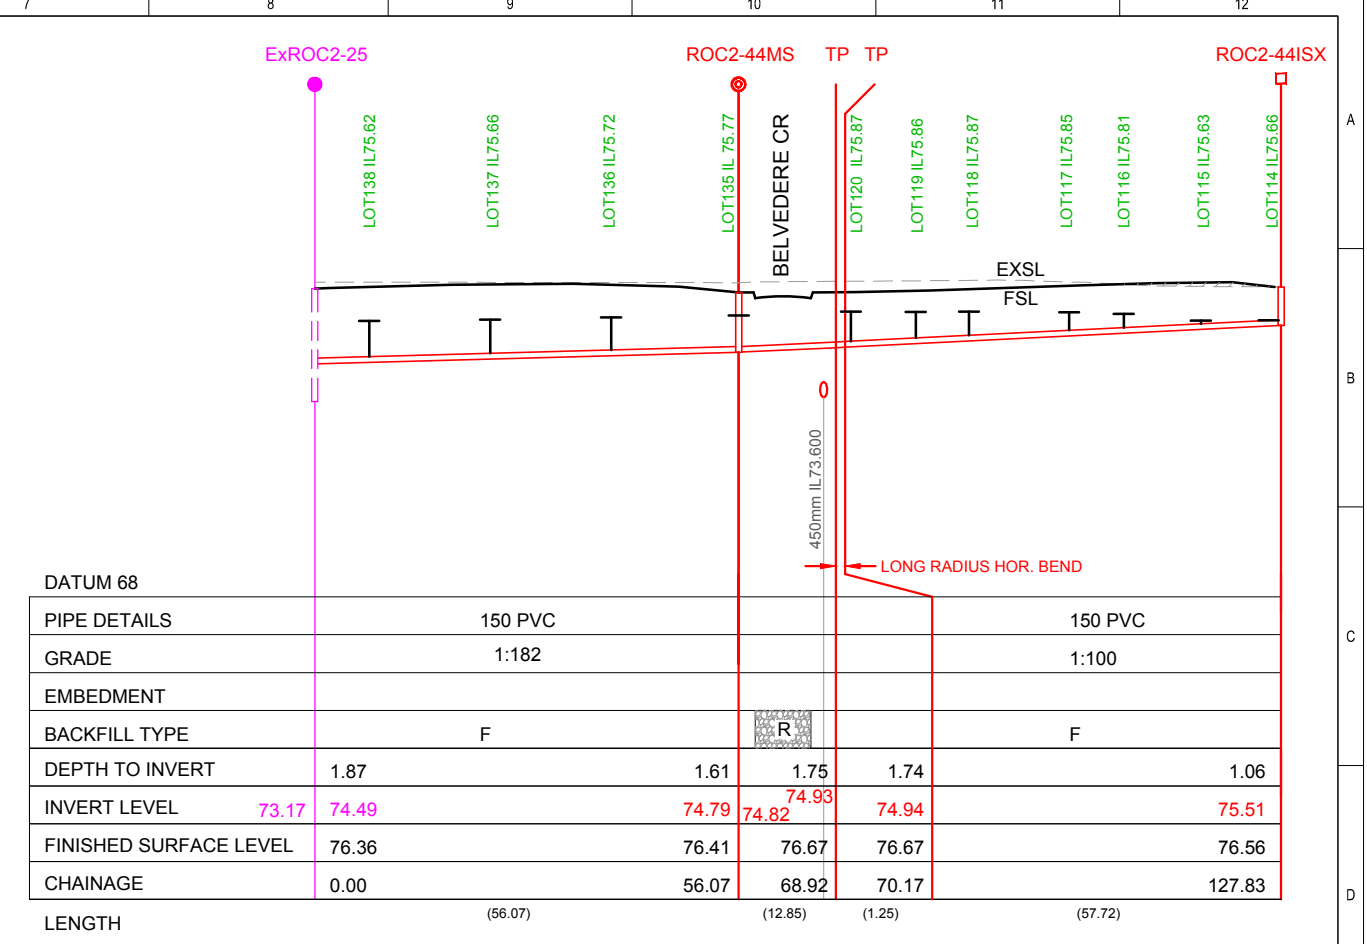 7 8 9 10 11 12
ExROC2-25 ROC2-44MS TP TP ROC2-44ISX
LOT138 IL75.62
LOT137 IL75.66
LOT136 IL75.72
LOT135 IL 75.77
BELVEDERE CR
LOT120 IL75.87
LOT119 IL75.86
LOT118 IL75.87
LOT117 IL75.85
LOT116 IL75.81
LOT115 IL75.63
LOT114 IL75.66
A
EXSL
FSL
B
450mm IL73.600
LONG RADIUS HOR. BEND
DATUM 68
PIPE DETAILS 150 PVC 150 PVC
C
GRADE 1:182 1:100
EMBEDMENT
BACKFILL TYPE F R F
DEPTH TO INVERT 1.87 1.61 1.75 1.74 1.06
INVERT LEVEL 73.17 74.49 74.79 74.82 74.93 74.94 75.51
FINISHED SURFACE LEVEL 76.36 76.41 76.67 76.67 76.56
CHAINAGE 0.00 56.07 68.92 70.17 127.83
D
LENGTH (56.07) (12.85) (1.25) (57.72)